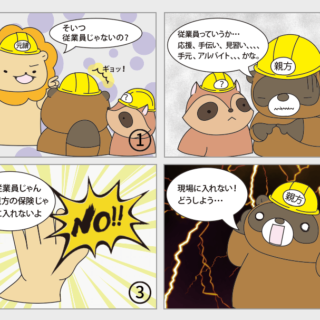 そいつ
従業員じゃないの？
元請
ギョッ！
?
①
従業員っていうか…
応援、手伝い、見習い、、、、
手元、アルバイト、、、かな。
?
親方
従業員じゃん
親方の保険じゃ
に入れないよ
NO!!
③
現場に入れない！
どうしよう…
親方